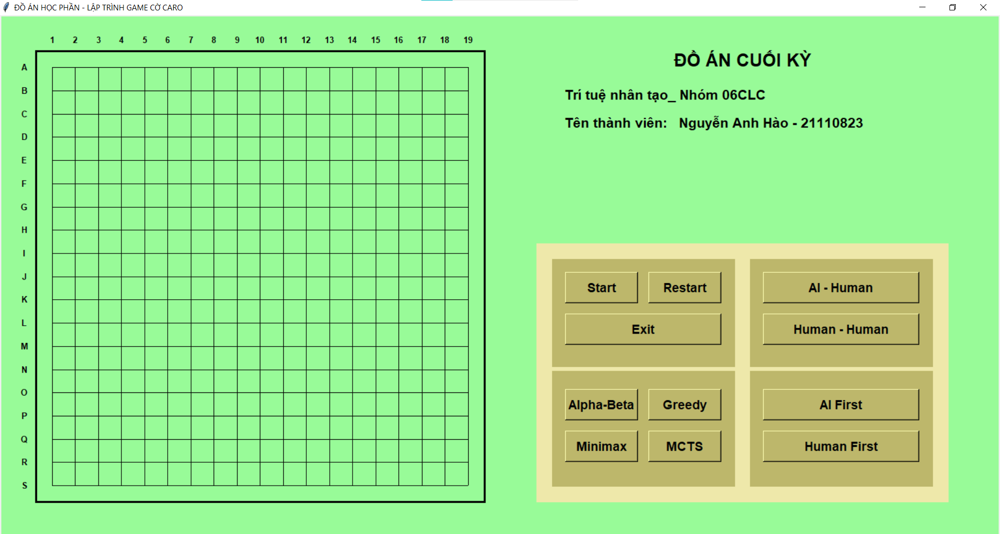 ĐỒ ÁN HỌC PHẦN - LẬP TRÌNH GAME CỜ CARO
1 2 3 4 5 6 7 8 9 10 11 12 13 14 15 16 17 18 19
A
B
C
D
E
F
G
H
I
J
K
L
M
N
O
P
Q
R
S
ĐỒ ÁN CUỐI KỲ
Trí tuệ nhân tạo_ Nhóm 06CLC
Tên thành viên: Nguyễn Anh Hào - 21110823
Start Restart
Exit
AI - Human
Human - Human
Alpha-Beta Greedy
Minimax MCTS
AI First
Human First